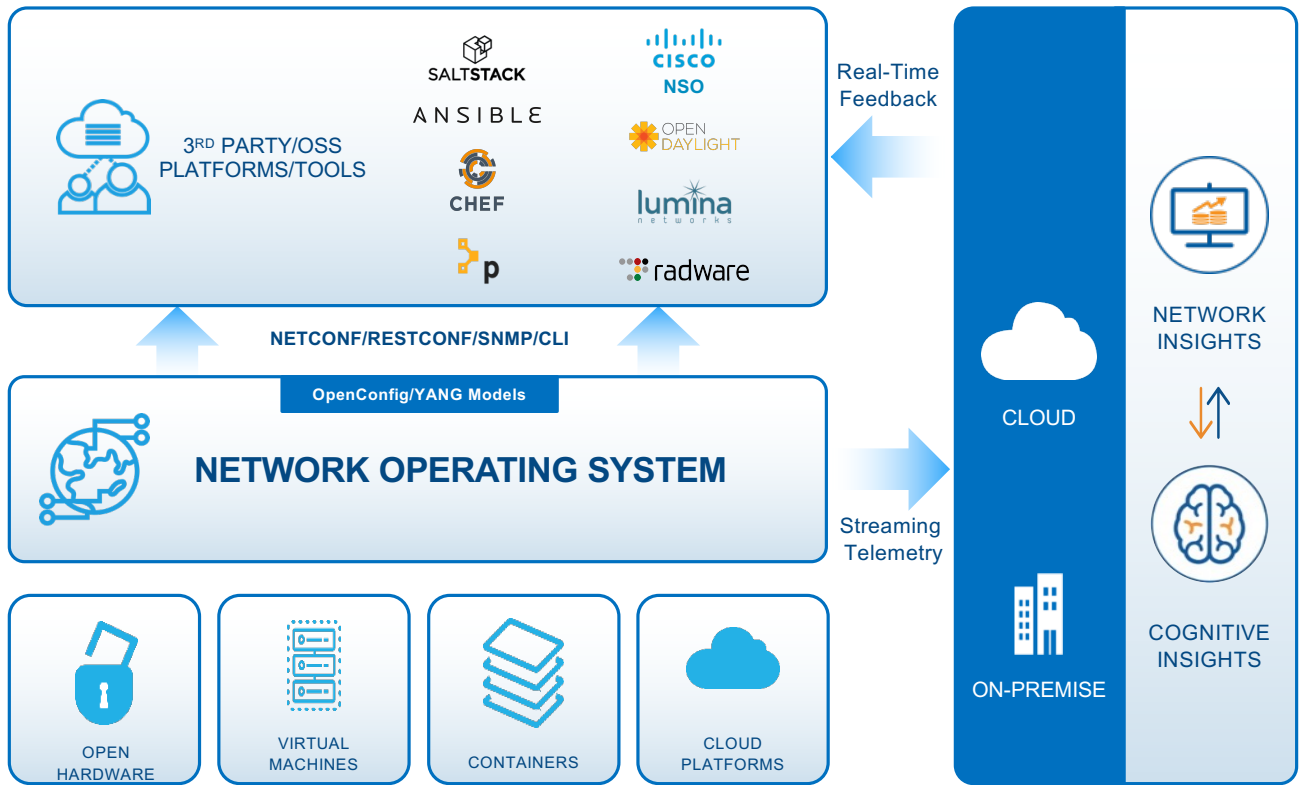 3RD PARTY/OSS
PLATFORMS/TOOLS
SALTSTACK
ANSIBLE
CHEF
p
CISCO
NSO
OPEN
DAYLIGHT
lumina
networks
radware
Real-Time
Feedback
NETCONF/RESTCONF/SNMP/CLI
OpenConfig/YANG Models
NETWORK OPERATING SYSTEM
Streaming
Telemetry
OPEN
HARDWARE
VIRTUAL
MACHINES
CONTAINERS
CLOUD
PLATFORMS
CLOUD
ON-PREMISE
NETWORK
INSIGHTS
COGNITIVE
INSIGHTS